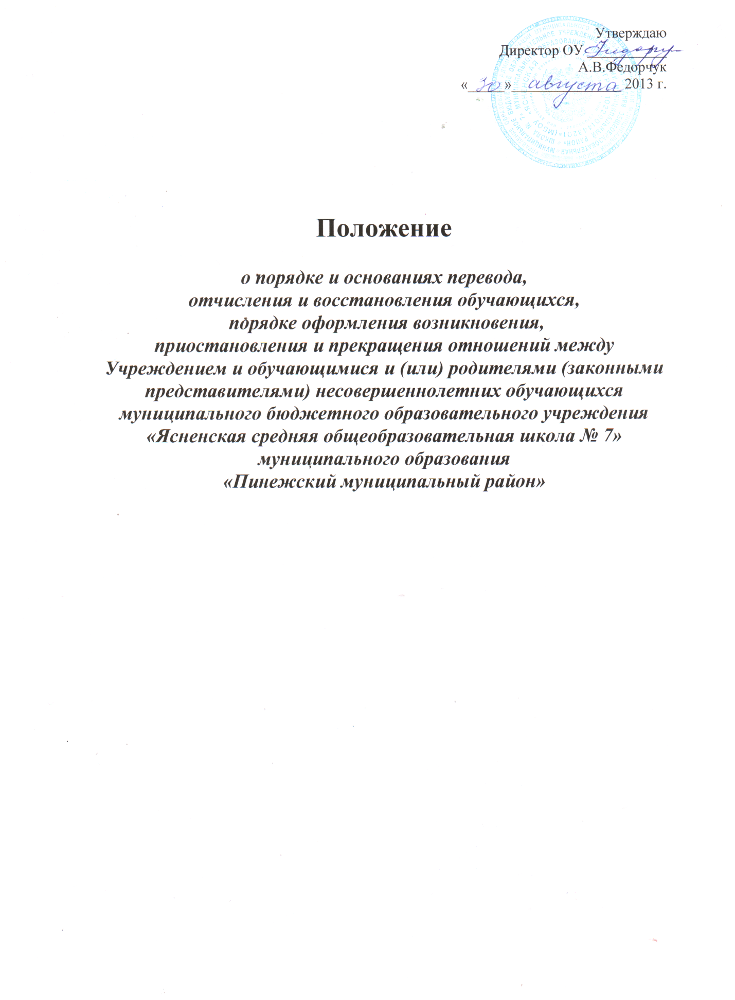 Утверждаю
Директор ОУ
А.В.Федорчук
«30» августа 2013 г.
Положение
о порядке и основаниях перевода,
отчисления и восстановления обучающихся,
порядке оформления возникновения,
приостановления и прекращения отношений между
Учреждением и обучающимися и (или) родителями (законными
представителями) несовершеннолетних обучающихся
муниципального бюджетного образовательного учреждения
«Ясненская средняя общеобразовательная школа № 7»
муниципального образования
«Пинежский муниципальный район»